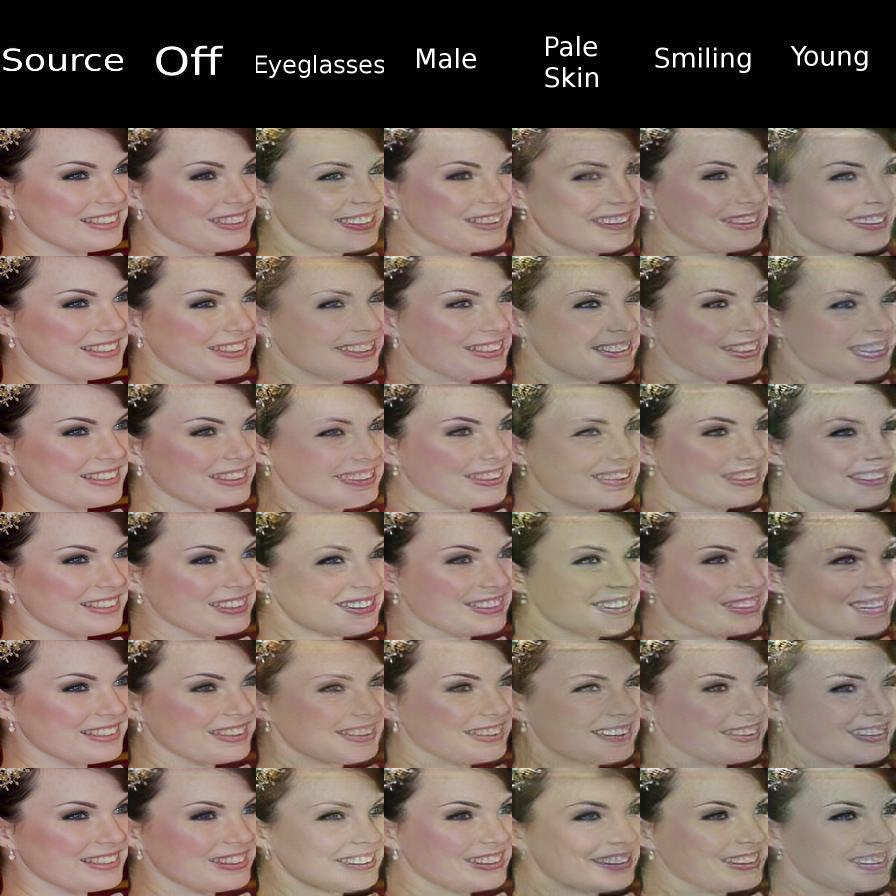 Source
Off
Eyeglasses
Male
Pale
Skin
Smiling
Young